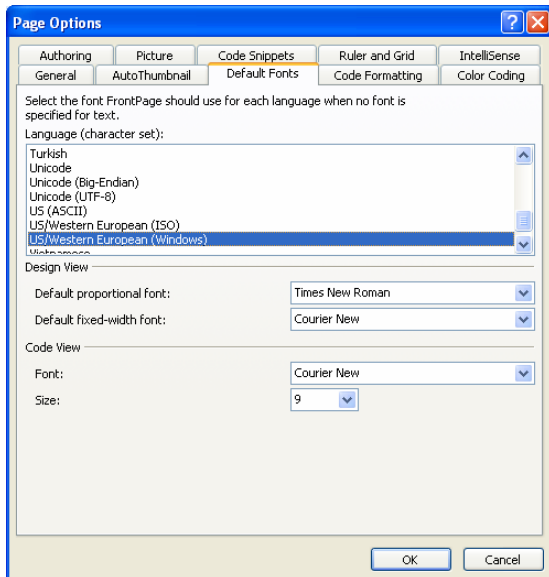 Page Options
Authoring Picture Code Snippets Ruler and Grid IntelliSense
General AutoThumbnail Default Fonts Code Formatting Color Coding
Select the font FrontPage should use for each language when no font is
specified for text.
Language (character set):
Turkish
Unicode
Unicode (Big-Endian)
Unicode (UTF-8)
US (ASCII)
US/Western European (ISO)
US/Western European (Windows)
Vietnamese
Design View
Default proportional font: Times New Roman
Default fixed-width font: Courier New
Code View
Font: Courier New
Size: 9
OK Cancel